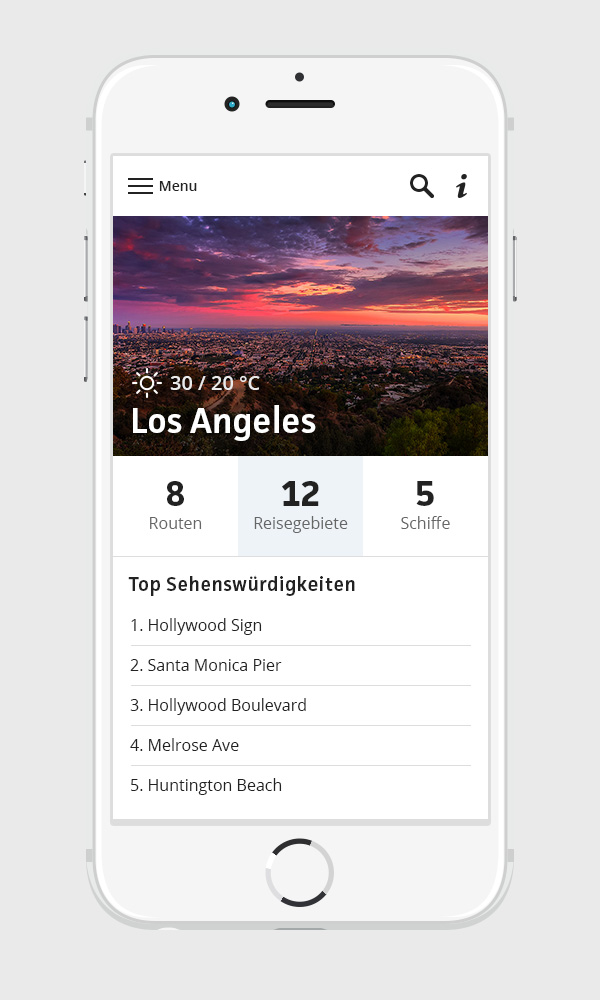 Menu
30 / 20 °C
Los Angeles
8 12 5
Routen Reisegebiete Schiffe
Top Sehenswürdigkeiten
1. Hollywood Sign
2. Santa Monica Pier
3. Hollywood Boulevard
4. Melrose Ave
5. Huntington Beach